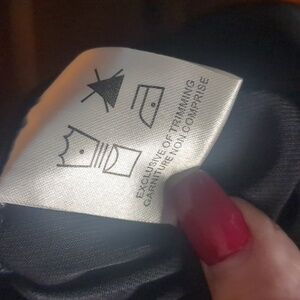 EXCLUSIVE OF TRIMMING
GARNITURE NON COMPRISE